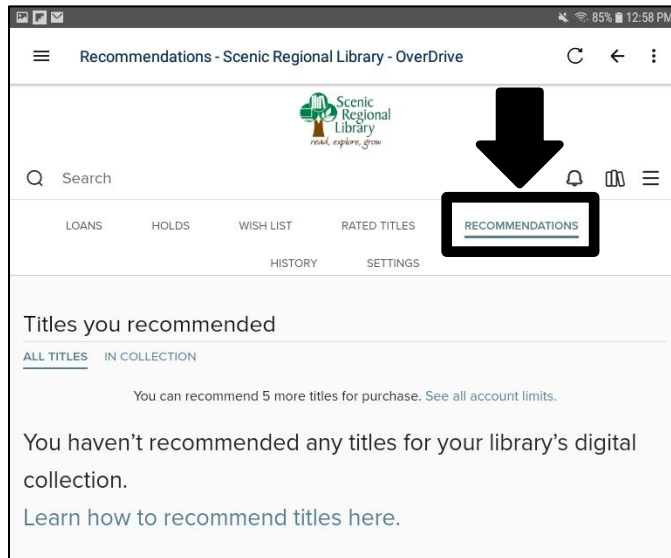 85% 12:58 PM
Recommendations - Scenic Regional Library - OverDrive
Scenic
Regional
Library
read, explore, grow
Search
LOANS HOLDS WISH LIST RATED TITLES RECOMMENDATIONS
HISTORY SETTINGS
Titles you recommended
ALL TITLES IN COLLECTION
You can recommend 5 more titles for purchase. See all account limits.
You haven’t recommended any titles for your library’s digital
collection.
Learn how to recommend titles here.